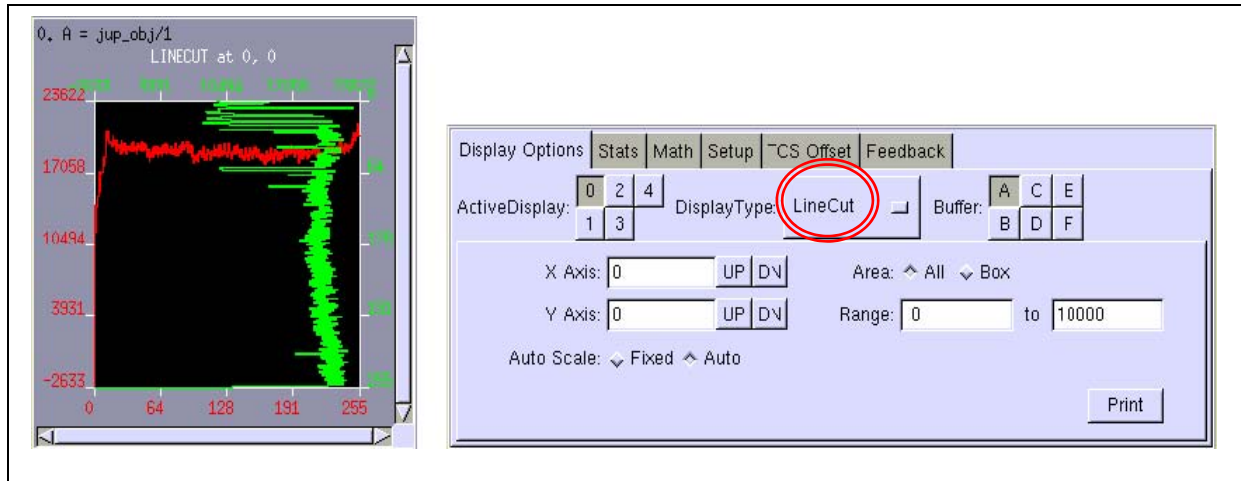 0. A = jup_obj/1
LINECUT at 0, 0
23622
17058
10494
3931
-2633
0 64 128 191 255
Display Options Stats Math Setup TCS Offset Feedback
ActiveDisplay: 0 2 4 DisplayType: LineCut Buffer: A C E
1 3 B D F
X Axis: 0 UP DN Area: All Box
Y Axis: 0 UP DN Range: 0 to 10000
Auto Scale: Fixed Auto
Print